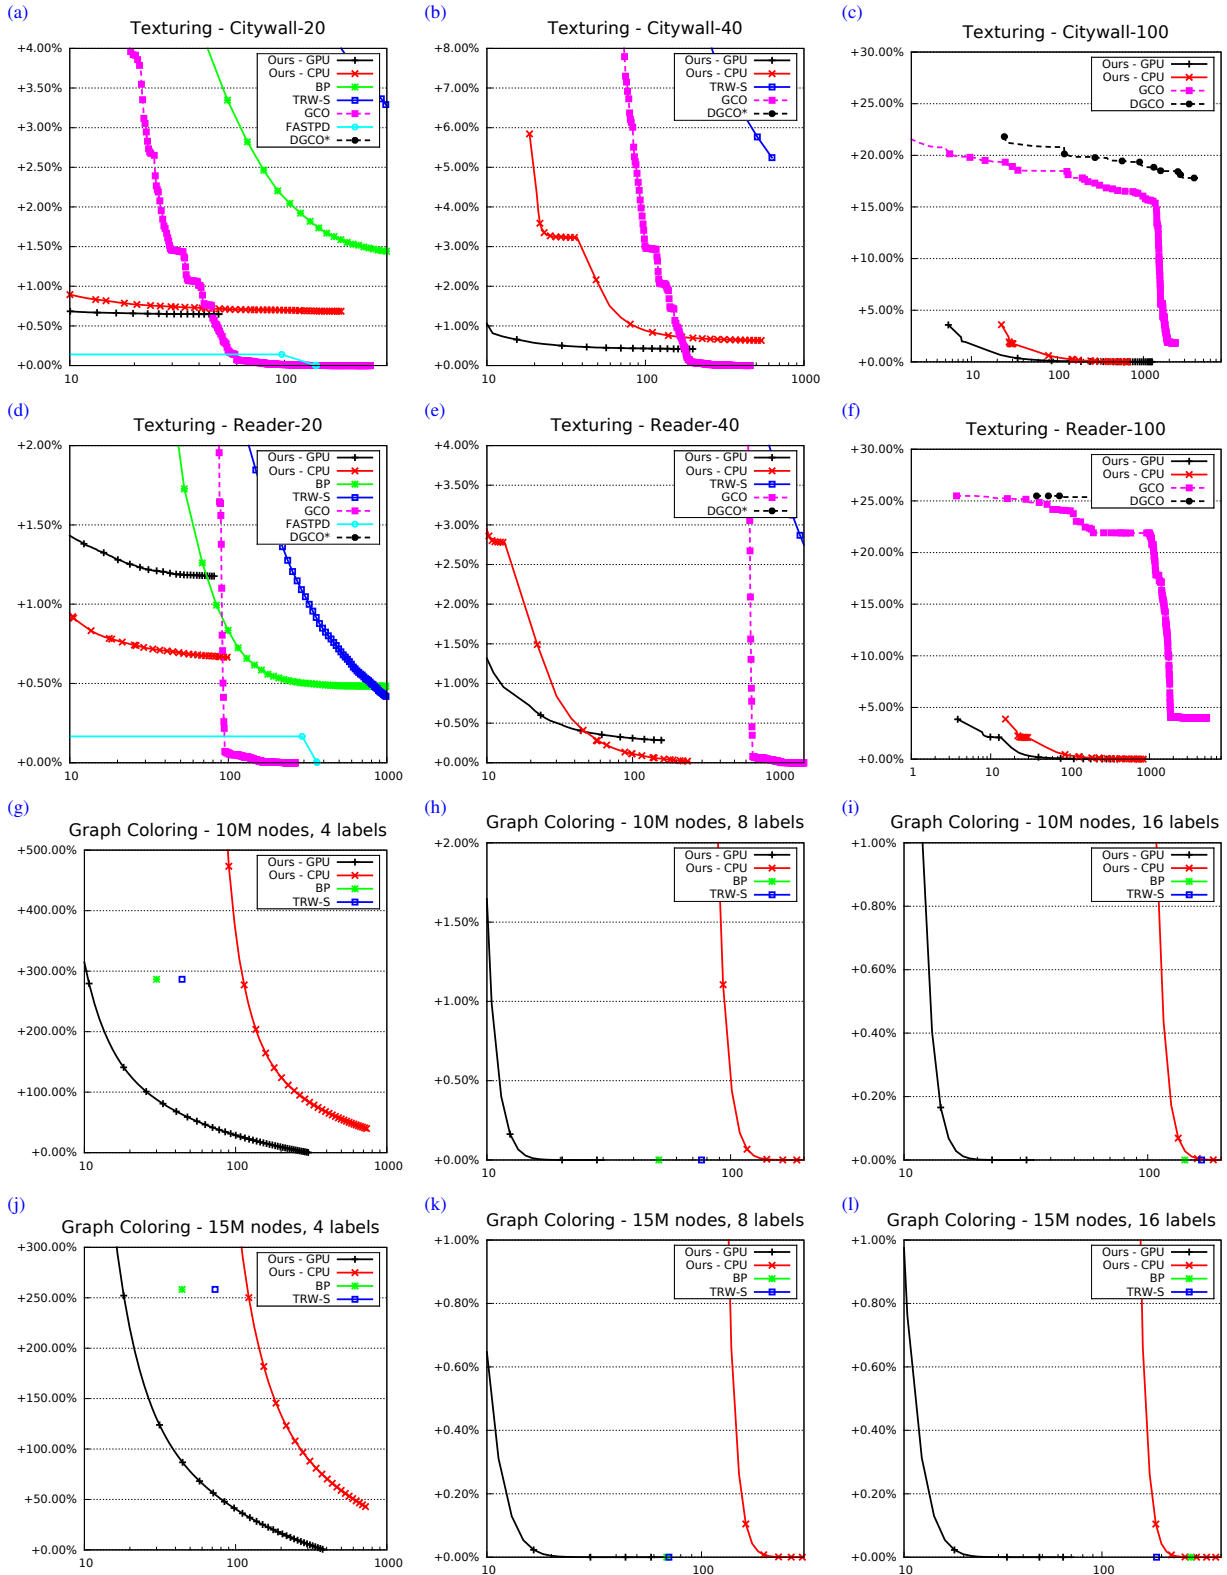 (a)
Texturing - Citywall-20
+4.00%
+3.50%
+3.00%
+2.50%
+2.00%
+1.50%
+1.00%
+0.50%
+0.00%
10
100
Ours - GPU
Ours - CPU
BP
TRW-S
GCO
FASTPD
DGCO*
(b)
Texturing - Citywall-40
+8.00%
+7.00%
+6.00%
+5.00%
+4.00%
+3.00%
+2.00%
+1.00%
+0.00%
10
100
1000
Ours - GPU
Ours - CPU
TRW-S
GCO
DGCO*
(c)
Texturing - Citywall-100
+30.00%
+25.00%
+20.00%
+15.00%
+10.00%
+5.00%
+0.00%
10
100
1000
Ours - GPU
Ours - CPU
GCO
DGCO
(d)
Texturing - Reader-20
+2.00%
+1.50%
+1.00%
+0.50%
+0.00%
10
100
1000
Ours - GPU
Ours - CPU
BP
TRW-S
GCO
FASTPD
DGCO*
(e)
Texturing - Reader-40
+4.00%
+3.50%
+3.00%
+2.50%
+2.00%
+1.50%
+1.00%
+0.50%
+0.00%
10
100
1000
Ours - GPU
Ours - CPU
TRW-S
GCO
DGCO*
(f)
Texturing - Reader-100
+30.00%
+25.00%
+20.00%
+15.00%
+10.00%
+5.00%
+0.00%
1
10
100
1000
Ours - GPU
Ours - CPU
GCO
DGCO
(g)
Graph Coloring - 10M nodes, 4 labels
+500.00%
+400.00%
+300.00%
+200.00%
+100.00%
+0.00%
10
100
1000
Ours - GPU
Ours - CPU
BP
TRW-S
(h)
Graph Coloring - 10M nodes, 8 labels
+2.00%
+1.50%
+1.00%
+0.50%
+0.00%
10
100
Ours - GPU
Ours - CPU
BP
TRW-S
(i)
Graph Coloring - 10M nodes, 16 labels
+1.00%
+0.80%
+0.60%
+0.40%
+0.20%
+0.00%
10
100
Ours - GPU
Ours - CPU
BP
TRW-S
(j)
Graph Coloring - 15M nodes, 4 labels
+300.00%
+250.00%
+200.00%
+150.00%
+100.00%
+50.00%
+0.00%
10
100
1000
Ours - GPU
Ours - CPU
BP
TRW-S
(k)
Graph Coloring - 15M nodes, 8 labels
+1.00%
+0.80%
+0.60%
+0.40%
+0.20%
+0.00%
10
100
Ours - GPU
Ours - CPU
BP
TRW-S
(l)
Graph Coloring - 15M nodes, 16 labels
+1.00%
+0.80%
+0.60%
+0.40%
+0.20%
+0.00%
10
100
Ours - GPU
Ours - CPU
BP
TRW-S